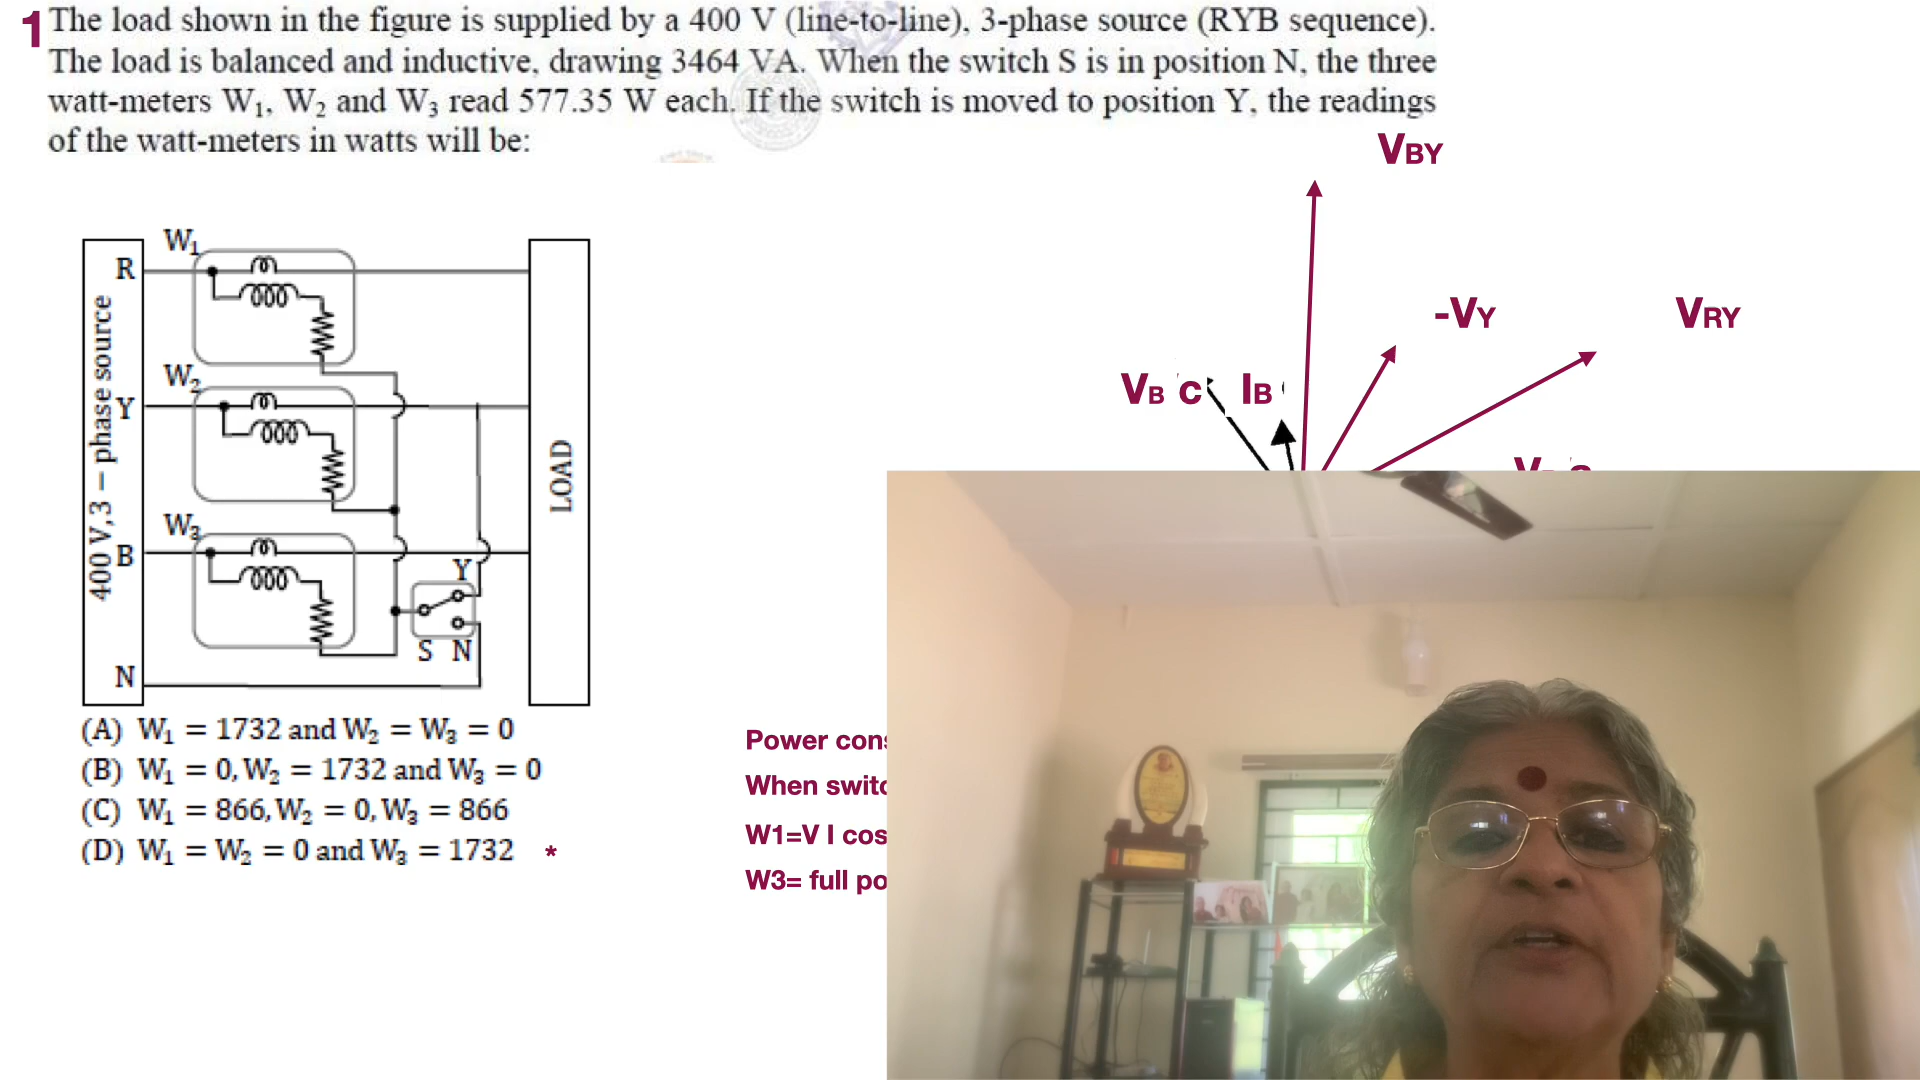 1 The load shown in the figure is supplied by a 400 V (line-to-line), 3-phase source (RYB sequence).
The load is balanced and inductive, drawing 3464 VA. When the switch S is in position N, the three
watt-meters W₁, W₂ and W₃ read 577.35 W each. If the switch is moved to position Y, the readings
of the watt-meters in watts will be:
VBY
-VY
VRY
VB c
IB
W₁
R
W₂
Y
W₃
B
Y
S N
N
400 V,3 – phase source
LOAD
(A) W₁ = 1732 and W₂ = W₃ = 0
(B) W₁ = 0, W₂ = 1732 and W₃ = 0
(C) W₁ = 866, W₂ = 0, W₃ = 866
(D) W₁ = W₂ = 0 and W₃ = 1732 *
Power
When
W1=V I cos
W3= full